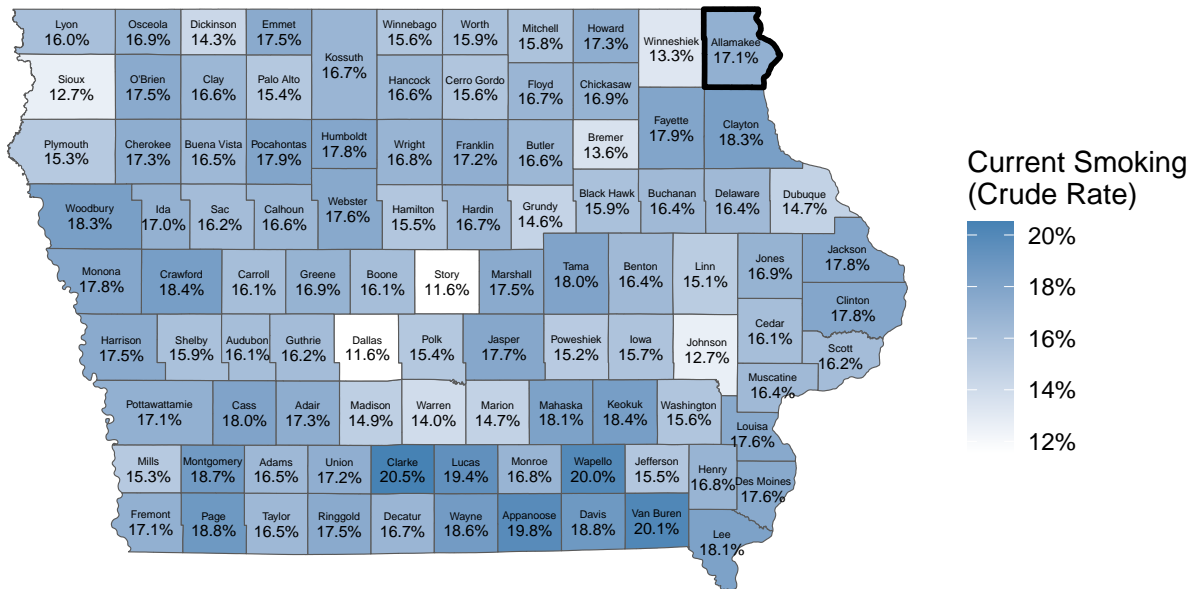 Lyon
16.0%
Osceola
16.9%
Dickinson
14.3%
Emmet
17.5%
Kossuth
16.7%
Winnebago
15.6%
Worth
15.9%
Mitchell
15.8%
Howard
17.3%
Winneshiek
13.3%
Allamakee
17.1%
Sioux
12.7%
O'Brien
17.5%
Clay
16.6%
Palo Alto
15.4%
Hancock
16.6%
Cerro Gordo
15.6%
Floyd
16.7%
Chickasaw
16.9%
Plymouth
15.3%
Cherokee
17.3%
Buena Vista
16.5%
Pocahontas
17.9%
Humboldt
17.8%
Wright
16.8%
Franklin
17.2%
Butler
16.6%
Bremer
13.6%
Fayette
17.9%
Clayton
18.3%
Woodbury
18.3%
Ida
17.0%
Sac
16.2%
Calhoun
16.6%
Webster
17.6%
Hamilton
15.5%
Hardin
16.7%
Grundy
14.6%
Black Hawk
15.9%
Buchanan
16.4%
Delaware
16.4%
Dubuque
14.7%
Monona
17.8%
Crawford
18.4%
Carroll
16.1%
Greene
16.9%
Boone
16.1%
Story
11.6%
Marshall
17.5%
Tama
18.0%
Benton
16.4%
Linn
15.1%
Jones
16.9%
Jackson
17.8%
Clinton
17.8%
Harrison
17.5%
Shelby
15.9%
Audubon
16.1%
Guthrie
16.2%
Dallas
11.6%
Polk
15.4%
Jasper
17.7%
Poweshiek
15.2%
Iowa
15.7%
Johnson
12.7%
Cedar
16.1%
Scott
16.2%
Muscatine
16.4%
Pottawattamie
17.1%
Cass
18.0%
Adair
17.3%
Madison
14.9%
Warren
14.0%
Marion
14.7%
Mahaska
18.1%
Keokuk
18.4%
Washington
15.6%
Louisa
17.6%
Mills
15.3%
Montgomery
18.7%
Adams
16.5%
Union
17.2%
Clarke
20.5%
Lucas
19.4%
Monroe
16.8%
Wapello
20.0%
Jefferson
15.5%
Henry
16.8%
Des Moines
17.6%
Fremont
17.1%
Page
18.8%
Taylor
16.5%
Ringgold
17.5%
Decatur
16.7%
Wayne
18.6%
Appanoose
19.8%
Davis
18.8%
Van Buren
20.1%
Lee
18.1%
Current Smoking
(Crude Rate)
20%
18%
16%
14%
12%